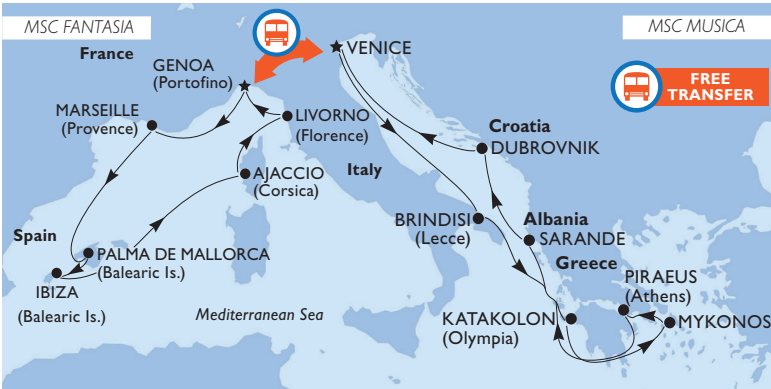 MSC FANTASIA
MSC MUSICA
France
GENOA
(Portofino)
VENICE
FREE
TRANSFER
MARSEILLE
(Provence)
LIVORNO
(Florence)
Croatia
DUBROVNIK
Italy
AJACCIO
(Corsica)
BRINDISI
(Lecce)
Albania
SARANDE
Spain
PALMA DE MALLORCA
(Balearic Is.)
Greece
PIRAEUS
(Athens)
IBIZA
(Balearic Is.)
Mediterranean Sea
KATAKOLON
(Olympia)
MYKONOS